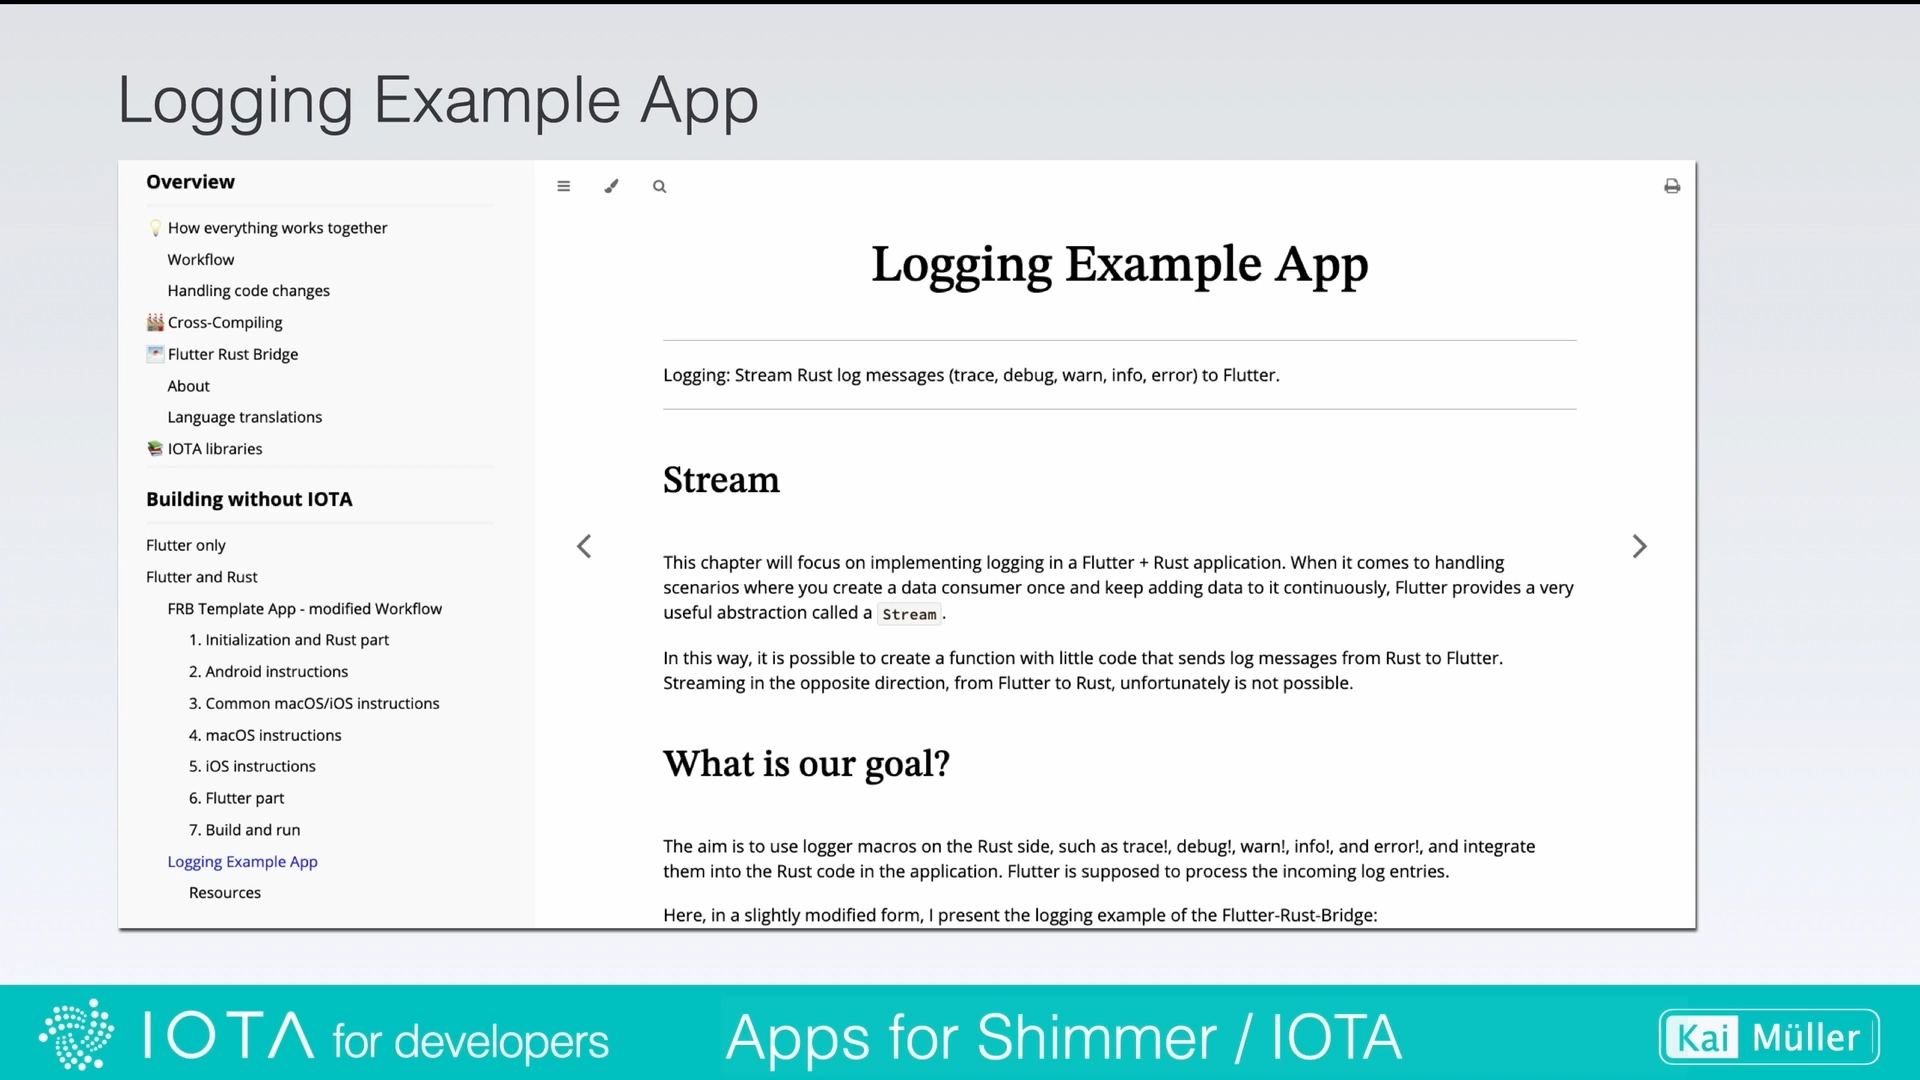 Logging Example App
Overview
How everything works together
Workflow
Handling code changes
Cross-Compiling
Flutter Rust Bridge
About
Language translations
IOTA libraries
Building without IOTA
Flutter only
Flutter and Rust
FRB Template App - modified Workflow
1. Initialization and Rust part
2. Android instructions
3. Common macOS/iOS instructions
4. macOS instructions
5. iOS instructions
6. Flutter part
7. Build and run
Logging Example App
Resources
Logging Example App
Logging: Stream Rust log messages (trace, debug, warn, info, error) to Flutter.
Stream
This chapter will focus on implementing logging in a Flutter + Rust application. When it comes to handling
scenarios where you create a data consumer once and keep adding data to it continuously, Flutter provides a very
useful abstraction called a Stream.
In this way, it is possible to create a function with little code that sends log messages from Rust to Flutter.
Streaming in the opposite direction, from Flutter to Rust, unfortunately is not possible.
What is our goal?
The aim is to use logger macros on the Rust side, such as trace!, debug!, warn!, info!, and error!, and integrate
them into the Rust code in the application. Flutter is supposed to process the incoming log entries.
Here, in a slightly modified form, I present the logging example of the Flutter-Rust-Bridge:
IOTA for developers
Apps for Shimmer / IOTA
Kai Müller